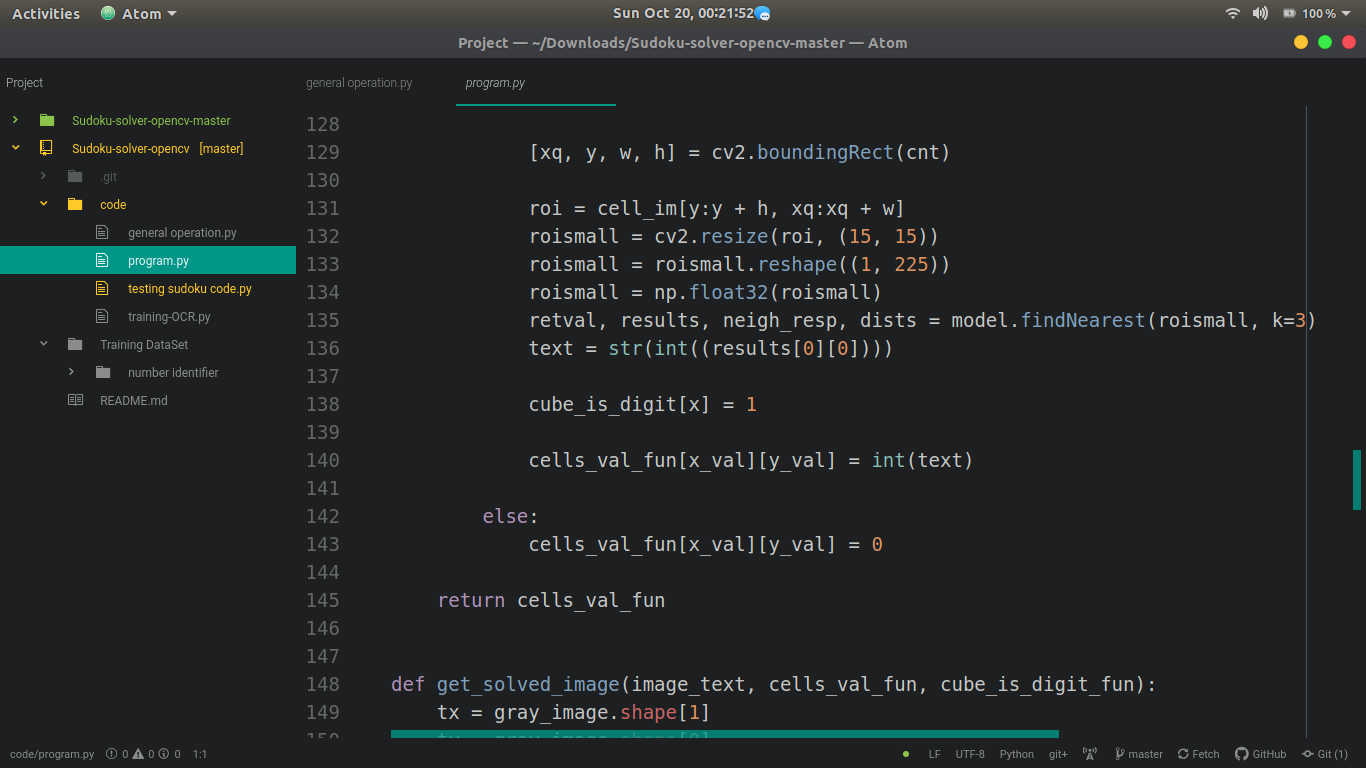 Activities Atom Sun Oct 20, 00:21:52 100 %
Project — ~/Downloads/Sudoku-solver-opencv-master — Atom
Project
Sudoku-solver-opencv-master
Sudoku-solver-opencv [master]
.git
code
general operation.py
program.py
testing sudoku code.py
training-OCR.py
Training DataSet
number identifier
README.md
general operation.py program.py
128
129 [xq, y, w, h] = cv2.boundingRect(cnt)
130
131 roi = cell_im[y:y + h, xq:xq + w]
132 roismall = cv2.resize(roi, (15, 15))
133 roismall = roismall.reshape((1, 225))
134 roismall = np.float32(roismall)
135 retval, results, neigh_resp, dists = model.findNearest(roismall, k=3)
136 text = str(int((results[0][0])))
137
138 cube_is_digit[x] = 1
139
140 cells_val_fun[x_val][y_val] = int(text)
141
142 else:
143 cells_val_fun[x_val][y_val] = 0
144
145 return cells_val_fun
146
147
148 def get_solved_image(image_text, cells_val_fun, cube_is_digit_fun):
149 tx = gray_image.shape[1]
code/program.py 0 0 0 1:1 LF UTF-8 Python git+ master Fetch GitHub Git (1)